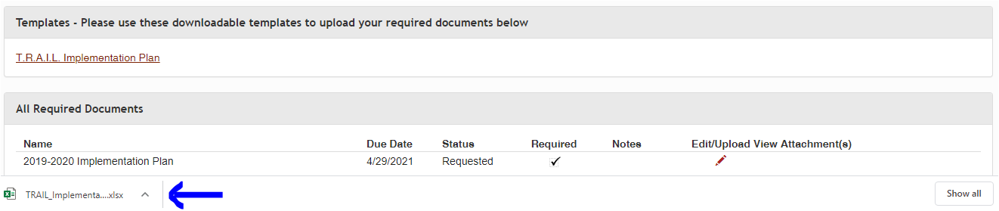 Templates - Please use these downloadable templates to upload your required documents below
T.R.A.I.L. Implementation Plan
All Required Documents
Name Due Date Status Required Notes Edit/Upload View Attachment(s)
2019-2020 Implementation Plan 4/29/2021 Requested
TRAIL_Implementa....xlsx Show all